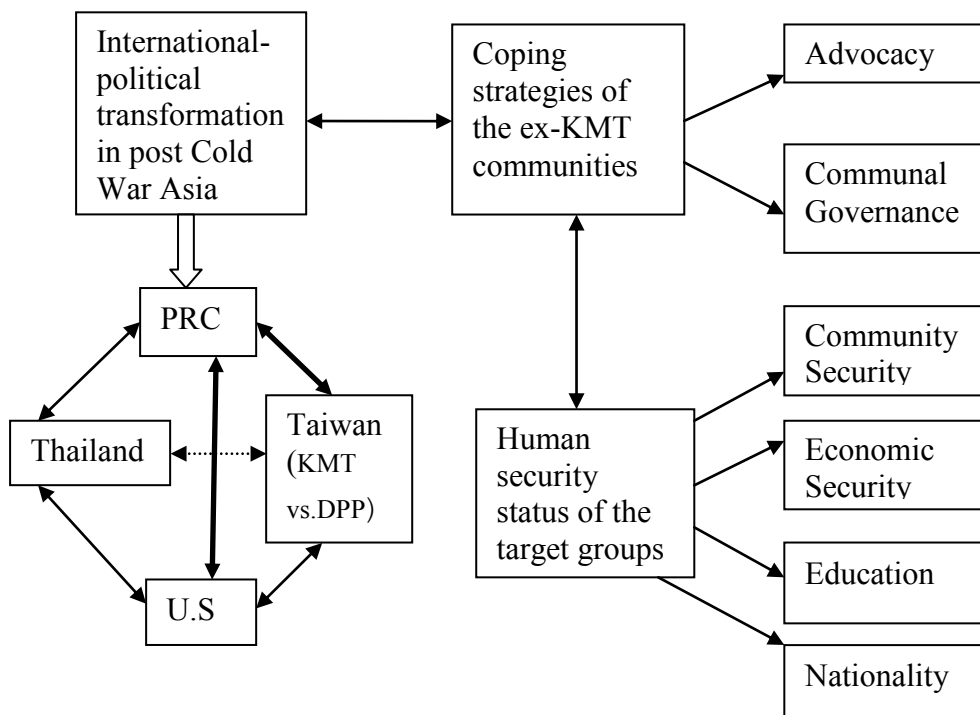 International-
political
transformation
in post Cold
War Asia
Coping
strategies of
the ex-KMT
communities
Advocacy
Communal
Governance
PRC
Thailand
Taiwan
(KMT
vs.DPP)
U.S
Human
security
status of the
target groups
Community
Security
Economic
Security
Education
Nationality